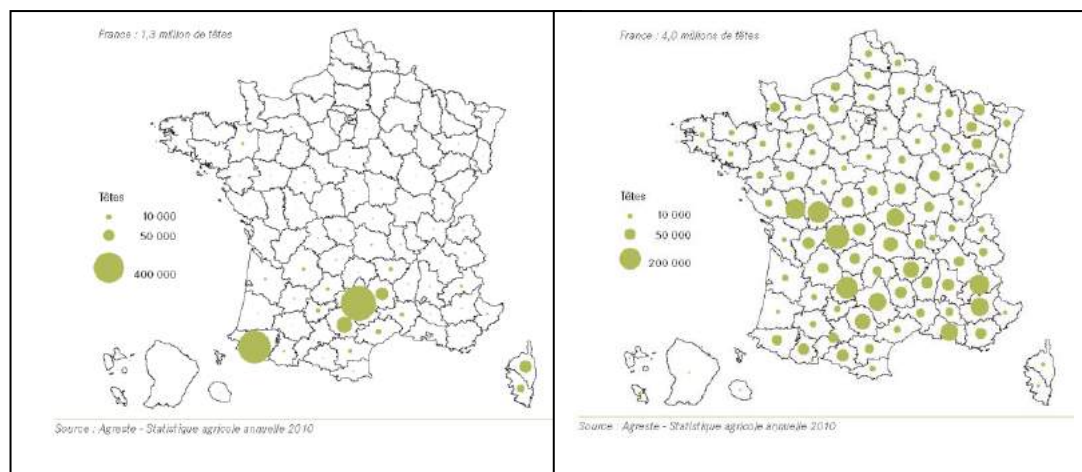 France : 1,3 million de têtes
Têtes
10 000
50 000
400 000
Source : Agreste - Statistique agricole annuelle 2010
France : 4,0 millions de têtes
Têtes
10 000
50 000
200 000
Source : Agreste - Statistique agricole annuelle 2010